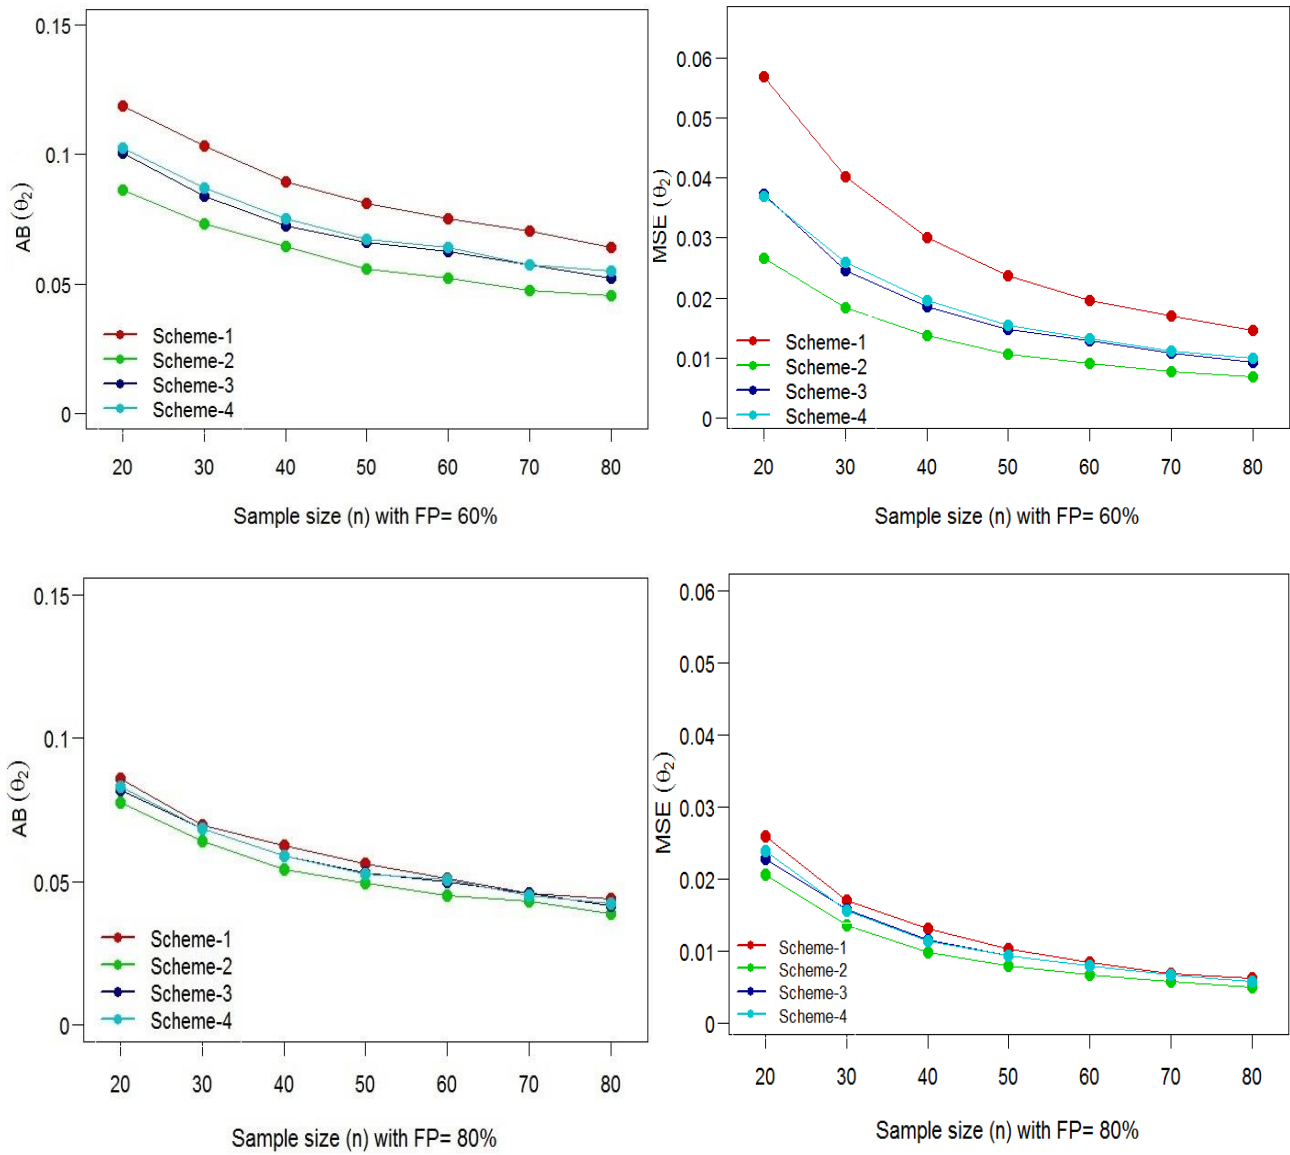 0.15
0.1
0.05
0
AB (θ₂)
Scheme-1
Scheme-2
Scheme-3
Scheme-4
20 30 40 50 60 70 80
Sample size (n) with FP= 60%
0.06
0.05
0.04
0.03
0.02
0.01
0
MSE (θ₂)
Scheme-1
Scheme-2
Scheme-3
Scheme-4
20 30 40 50 60 70 80
Sample size (n) with FP= 60%
0.15
0.1
0.05
0
AB (θ₂)
Scheme-1
Scheme-2
Scheme-3
Scheme-4
20 30 40 50 60 70 80
Sample size (n) with FP= 80%
0.06
0.05
0.04
0.03
0.02
0.01
0
MSE (θ₂)
Scheme-1
Scheme-2
Scheme-3
Scheme-4
20 30 40 50 60 70 80
Sample size (n) with FP= 80%